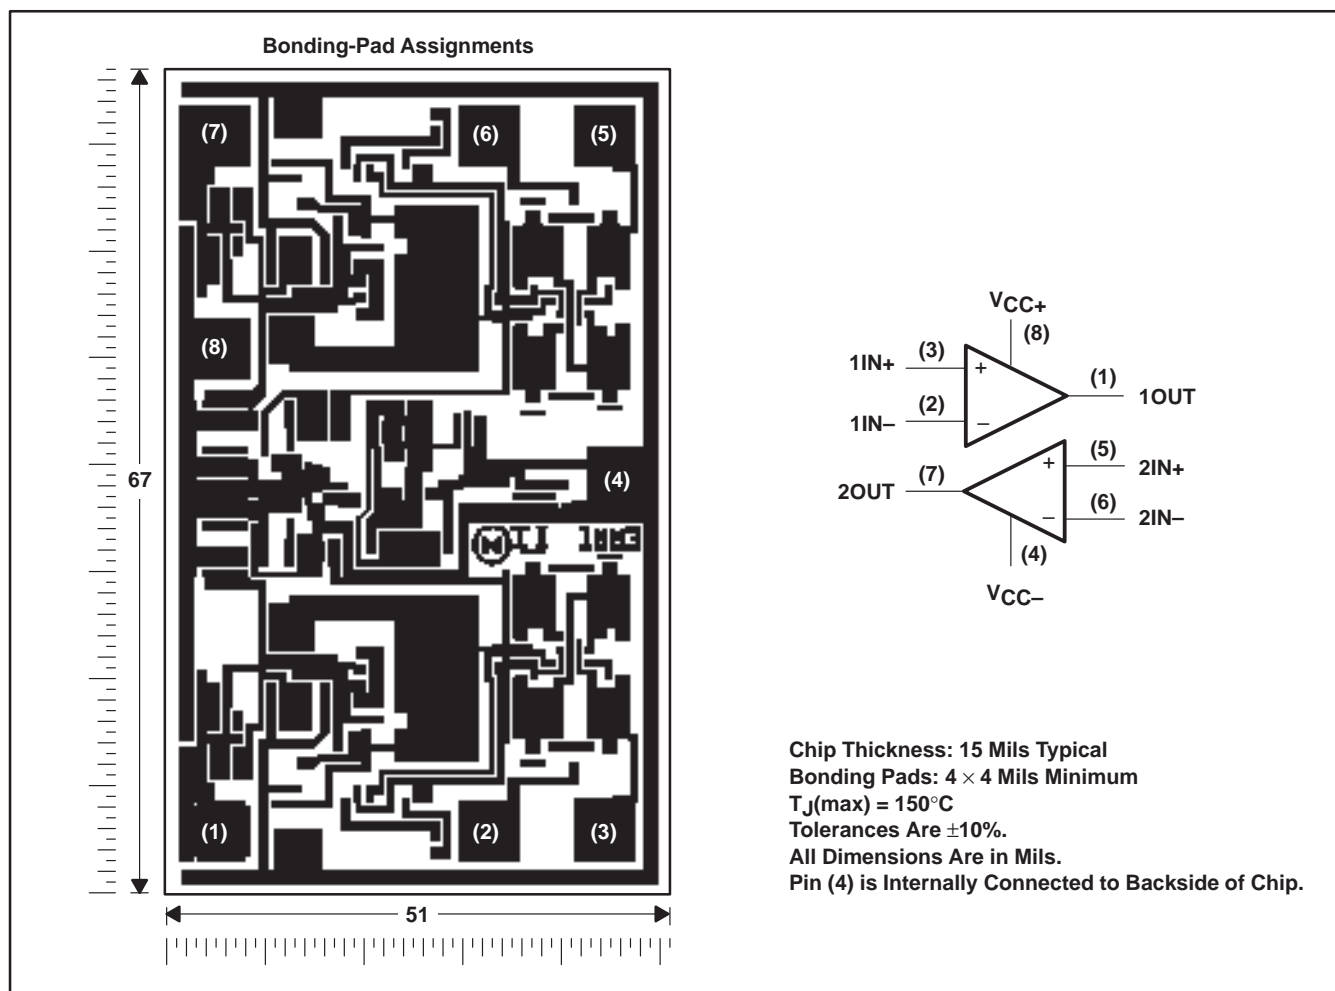 Bonding-Pad Assignments
(7)
(6)
(5)
(8)
(4)
(1)
(2)
(3)
67
51
VCC+
(8)
1IN+
(3)
+
(1)
1OUT
1IN–
(2)
–
(5)
2IN+
+
2OUT
(7)
(6)
2IN–
–
(4)
VCC–
Chip Thickness: 15 Mils Typical
Bonding Pads: 4 × 4 Mils Minimum
TJ(max) = 150°C
Tolerances Are ±10%.
All Dimensions Are in Mils.
Pin (4) is Internally Connected to Backside of Chip.